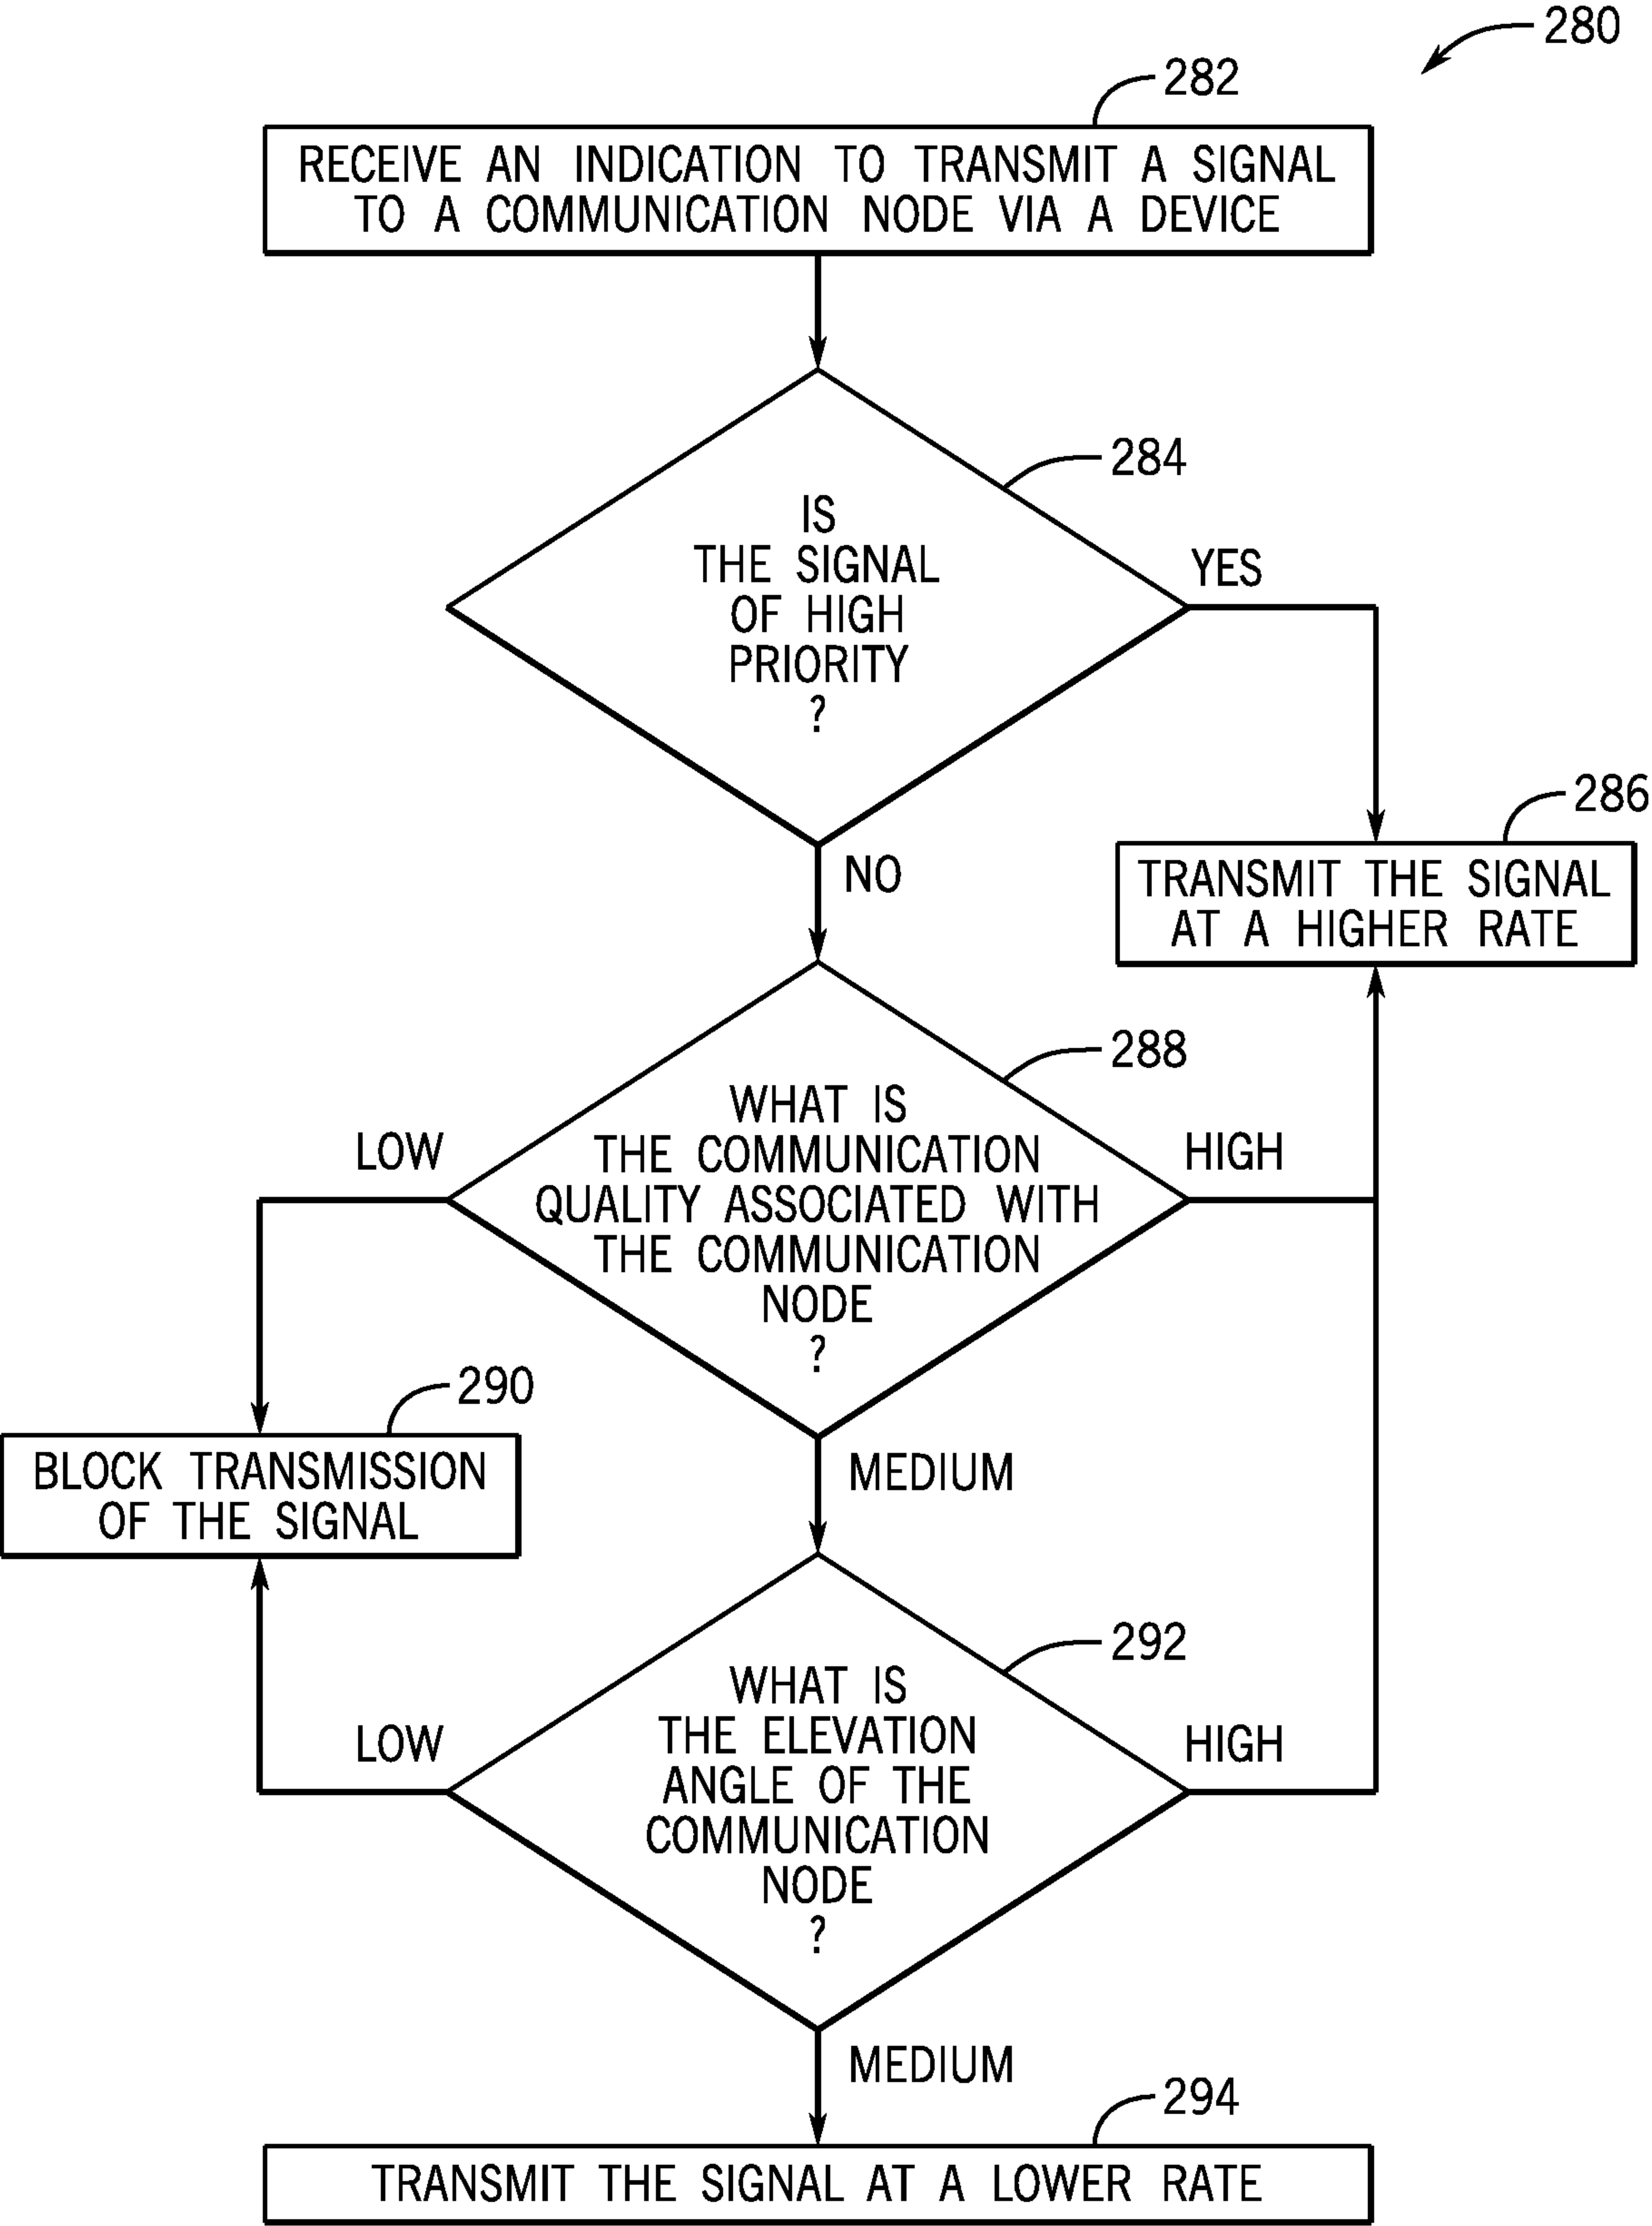 280
282
RECEIVE AN INDICATION TO TRANSMIT A SIGNAL
TO A COMMUNICATION NODE VIA A DEVICE
284
IS
THE SIGNAL
OF HIGH
PRIORITY
?
YES
NO
286
TRANSMIT THE SIGNAL
AT A HIGHER RATE
288
WHAT IS
THE COMMUNICATION
QUALITY ASSOCIATED WITH
THE COMMUNICATION
NODE
?
LOW
HIGH
MEDIUM
290
BLOCK TRANSMISSION
OF THE SIGNAL
292
WHAT IS
THE ELEVATION
ANGLE OF THE
COMMUNICATION
NODE
?
LOW
HIGH
MEDIUM
294
TRANSMIT THE SIGNAL AT A LOWER RATE